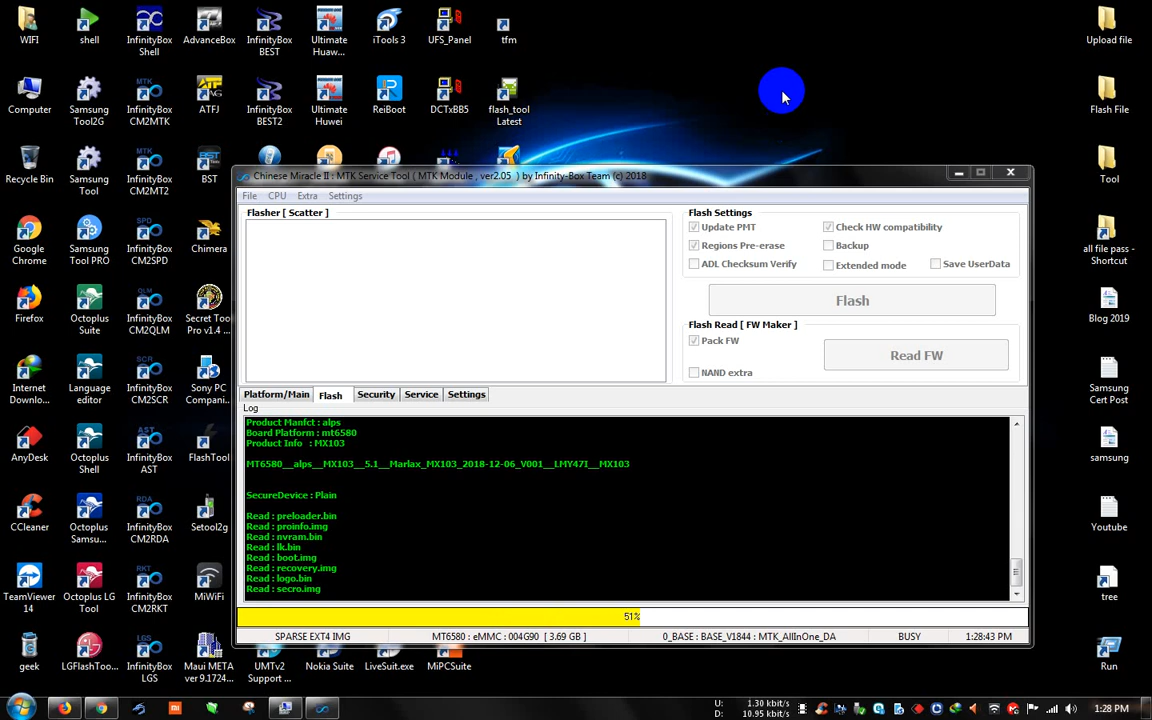 WIFI
shell
InfinityBox
Shell
AdvanceBox
InfinityBox
BEST
Ultimate
Huaw...
iTools 3
UFS_Panel
tfm
Upload file
Computer
Samsung
Tool2G
InfinityBox
CM2MTK
ATFJ
InfinityBox
BEST2
Ultimate
Huwei
ReiBoot
DCTxBB5
flash_tool
Latest
Flash File
Recycle Bin
Samsung
Tool
InfinityBox
CM2MT2
BST
Tool
Google
Chrome
Samsung
Tool PRO
InfinityBox
CM2SPD
Chimera
all file pass -
Shortcut
Firefox
Octoplus
Suite
InfinityBox
CM2QLM
Secret Too
Pro v1.4 ...
Blog 2019
Internet
Downlo...
Language
editor
InfinityBox
CM2SCR
Sony PC
Compani...
Samsung
Cert Post
AnyDesk
Octoplus
Shell
InfinityBox
AST
FlashTool
samsung
CCleaner
Octoplus
Samsu...
InfinityBox
CM2RDA
Setool2g
Youtube
TeamViewer
14
Octoplus LG
Tool
InfinityBox
CM2RKT
MiWiFi
tree
geek
LGFlashToo...
InfinityBox
LGS
Maui META
ver 9.1724...
UMTv2
Support ...
Nokia Suite
LiveSuit.exe
MiPCSuite
Run
Chinese Miracle II : MTK Service Tool ( MTK Module , ver2.05 ) by Infinity-Box Team (c) 2018
File CPU Extra Settings
Flasher [ Scatter ]
Flash Settings
Update PMT
Check HW compatibility
Regions Pre-erase
Backup
ADL Checksum Verify
Extended mode
Save UserData
Flash
Flash Read [ FW Maker ]
Pack FW
Read FW
NAND extra
Platform/Main Flash Security Service Settings
Log
Product Manfct : alps
Board Platform : mt6580
Product Info : MX103
MT6580__alps__MX103__5.1__Marlax_MX103_2018-12-06_V001__LMY47I__MX103
SecureDevice : Plain
Read : preloader.bin
Read : proinfo.img
Read : nvram.bin
Read : lk.bin
Read : boot.img
Read : recovery.img
Read : logo.bin
Read : secro.img
51%
SPARSE EXT4 IMG
MT6580 : eMMC : 004G90 [ 3.69 GB ]
0_BASE : BASE_V1844 : MTK_AllInOne_DA
BUSY
1:28:43 PM
U: 1.30 kbit/s
D: 10.95 kbit/s
1:28 PM